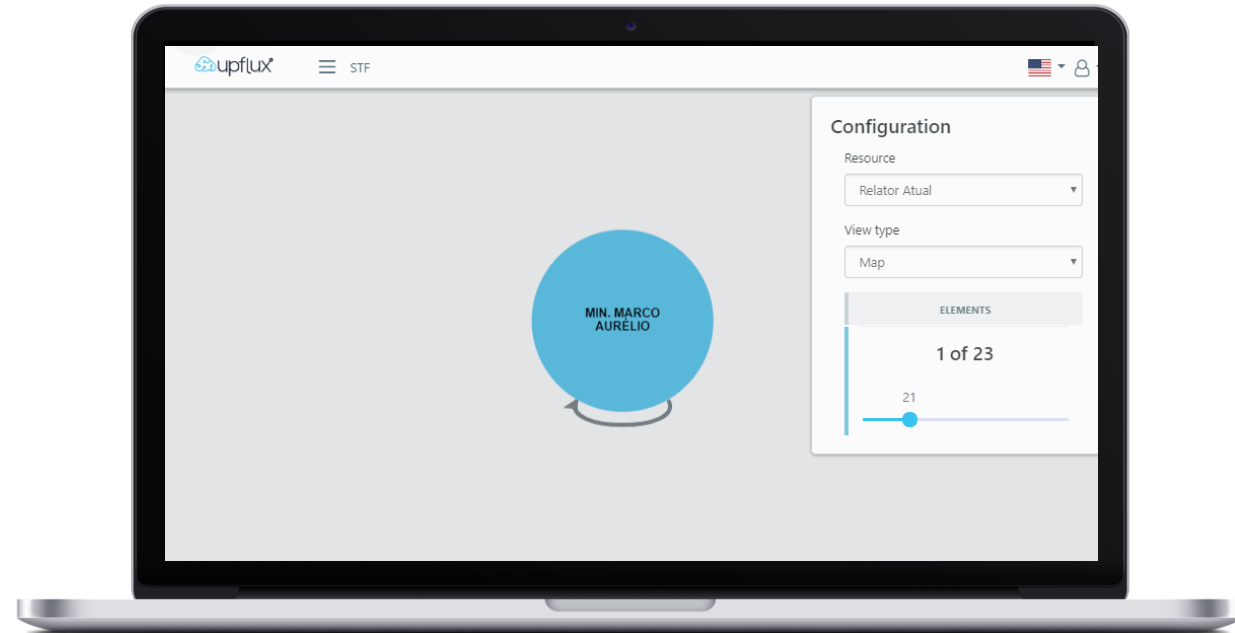 upflux
STF
Configuration
Resource
Relator Atual
View type
Map
ELEMENTS
1 of 23
21
MIN. MARCO
AURÉLIO